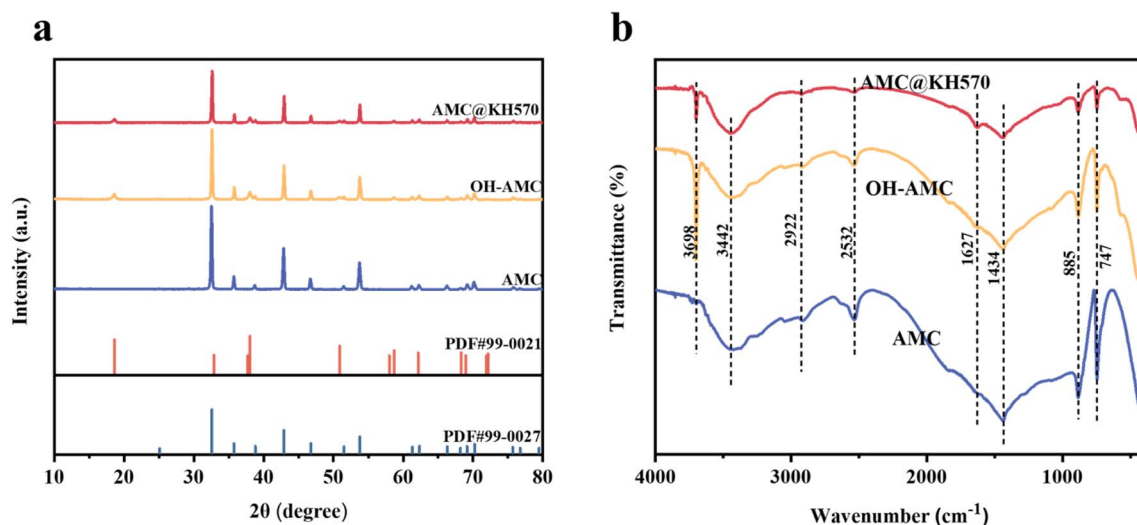 a
AMC@KH570
OH-AMC
AMC
PDF#99-0021
PDF#99-0027
Intensity (a.u.)
10 20 30 40 50 60 70 80
2θ (degree)
b
AMC@KH570
OH-AMC
AMC
3698
3442
2922
2532
1627
1434
885
747
Transmittance (%)
4000 3000 2000 1000
Wavenumber (cm⁻¹)